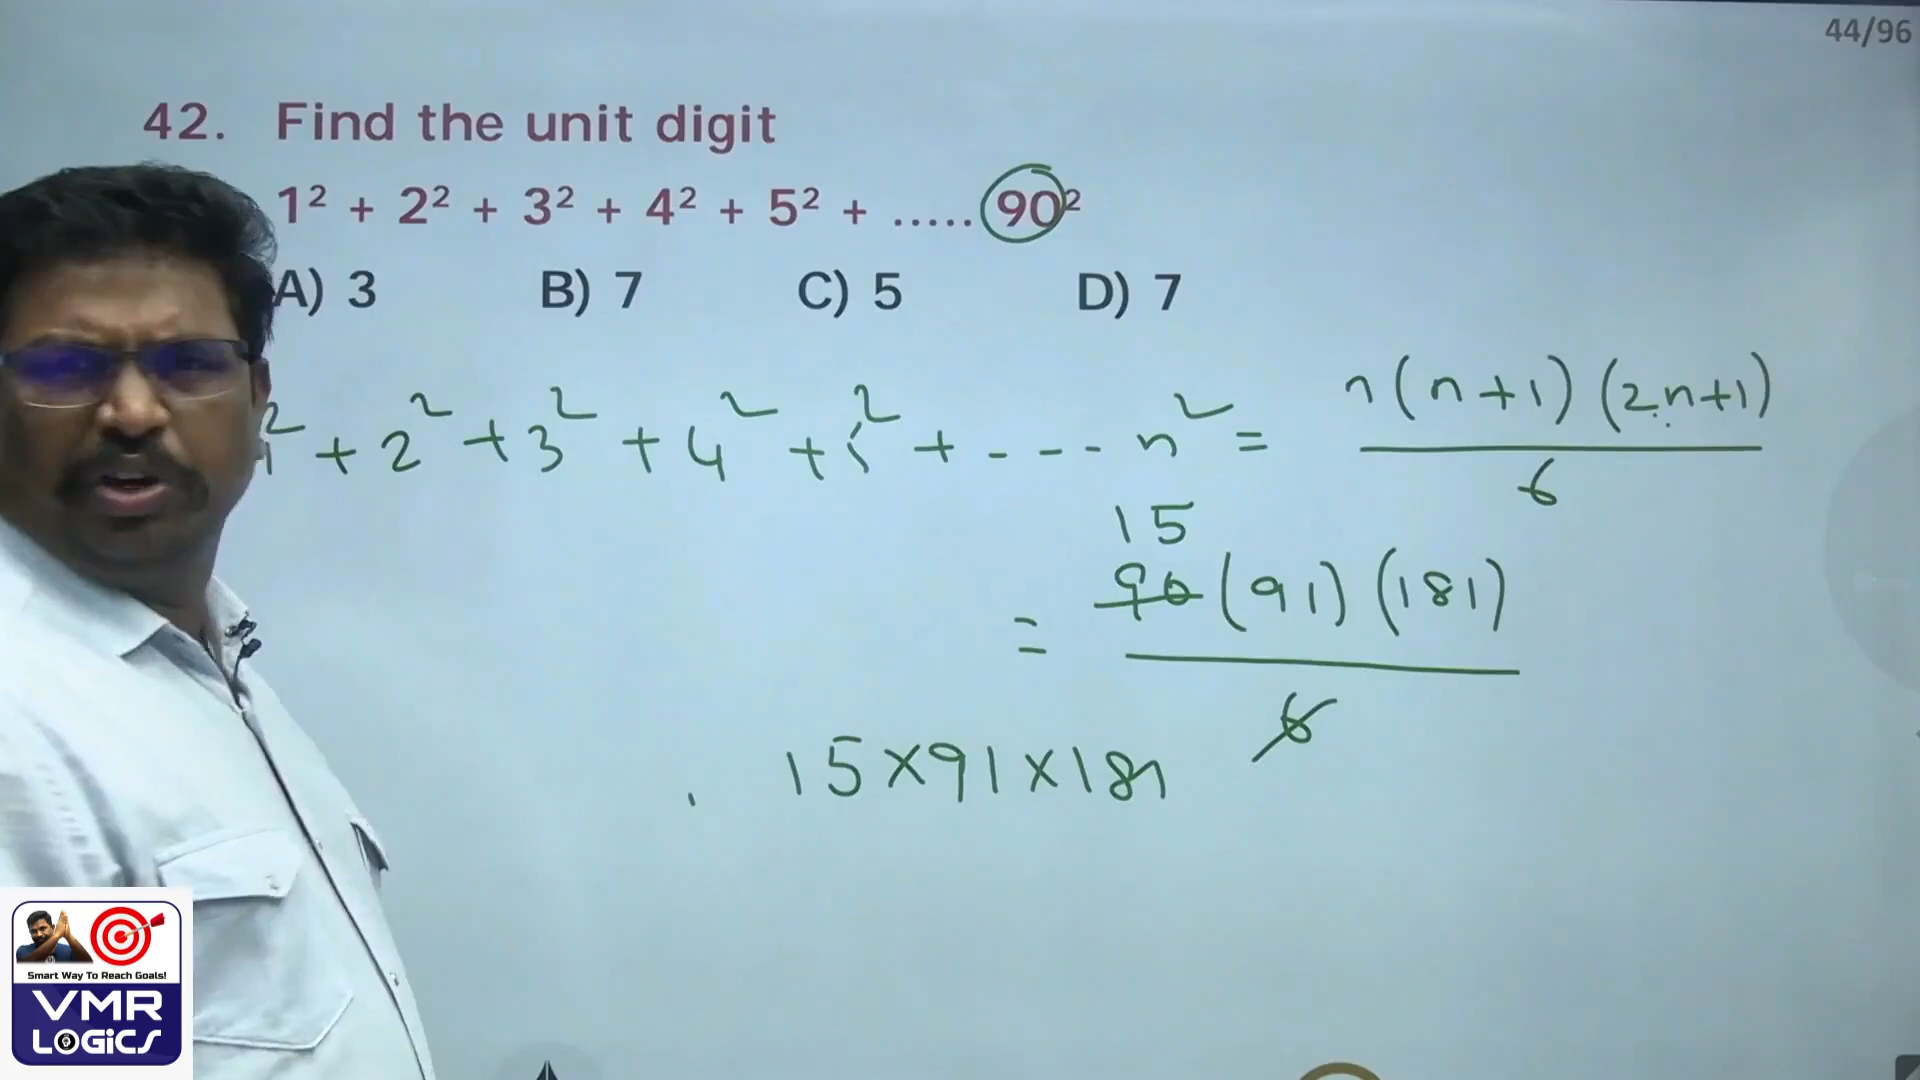 44/96
42. Find the unit digit
1² + 2² + 3² + 4² + 5² + ..... 90²
A) 3 B) 7 C) 5 D) 7
1² + 2² + 3² + 4² + 5² + - - - - n² = n(n+1)(2n+1)
6
15
= 90(91)(181)
6
15×91×181
Smart Way To Reach Goals!
VMR
LOGICS